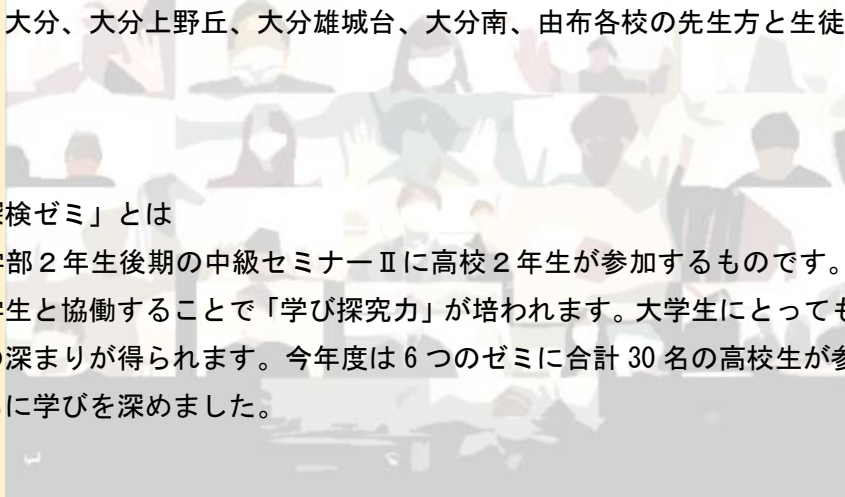 大分、大分上野丘、大分雄城台、大分南、由布各校の先生方と生徒
検ゼミ」とは
部２年生後期の中級セミナーⅡに高校２年生が参加するものです。
生と協働することで「学び探究力」が培われます。大学生にとっても
深まりが得られます。今年度は 6 つのゼミに合計 30 名の高校生が参
に学びを深めました。